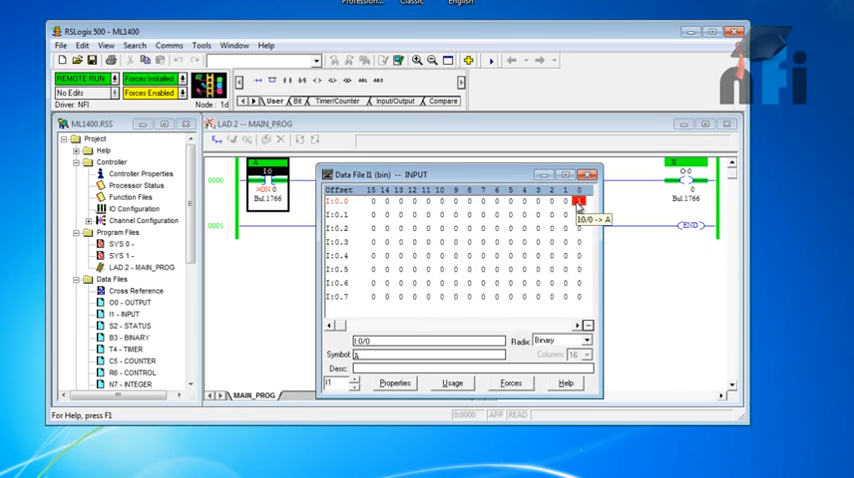 Profession...
Classic
English
RSLogix 500 - ML1400
File Edit View Search Comms Tools Window Help
REMOTE RUN Forces Installed
No Edits Forces Enabled
Driver: NFI Node : 1d
User Bit Timer/Counter Input/Output Compare
ML1400.RSS
Project
Help
Controller
Controller Properties
Processor Status
Function Files
IO Configuration
Channel Configuration
Program Files
SYS 0 -
SYS 1 -
LAD 2 - MAIN_PROG
Data Files
Cross Reference
O0 - OUTPUT
I1 - INPUT
S2 - STATUS
B3 - BINARY
T4 - TIMER
C5 - COUNTER
R6 - CONTROL
N7 - INTEGER
LAD 2 -- MAIN_PROG
0000
A
I:0
>ON 0
Bul.1766
X
O:0
0
Bul.1766
0001
END
Data File I1 (bin) -- INPUT
Offset 15 14 13 12 11 10 9 8 7 6 5 4 3 2 1 0
I:0.0 0 0 0 0 0 0 0 0 0 0 0 0 0 0 0 1
I:0.1 0 0 0 0 0 0 0 0 0 0 0 0 0 0 0 0
I:0.2 0 0 0 0 0 0 0 0 0 0 0 0 0 0 0 0
I:0.3 0 0 0 0 0 0 0 0 0 0 0 0 0 0 0 0
I:0.4 0 0 0 0 0 0 0 0 0 0 0 0 0 0 0 0
I:0.5 0 0 0 0 0 0 0 0 0 0 0 0 0 0 0 0
I:0.6 0 0 0 0 0 0 0 0 0 0 0 0 0 0 0 0
I:0.7 0 0 0 0 0 0 0 0 0 0 0 0 0 0 0 0
I:0/0 -> A
I:0/0 Radix: Binary
Symbol: A Columns: 16
Desc:
I1 Properties Usage Forces Help
MAIN_PROG
For Help, press F1
0:0000 APP READ
nfi